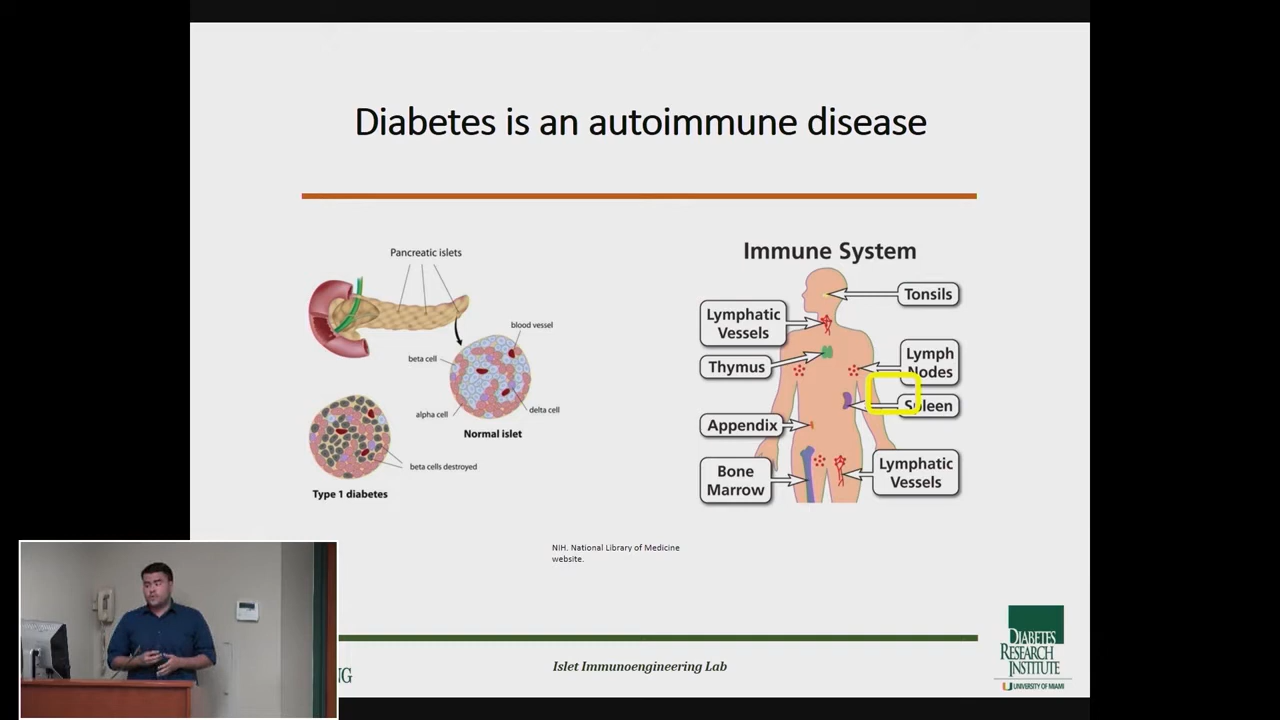 Diabetes is an autoimmune disease
Pancreatic islets
blood vessel
beta cell
alpha cell
delta cell
Normal islet
beta cells destroyed
Type 1 diabetes
Immune System
Tonsils
Lymphatic
Vessels
Thymus
Lymph
Nodes
Spleen
Appendix
Bone
Marrow
Lymphatic
Vessels
NIH. National Library of Medicine
website.
NG
Islet Immunoengineering Lab
DIABETES
RESEARCH
INSTITUTE
UNIVERSITY OF MIAMI